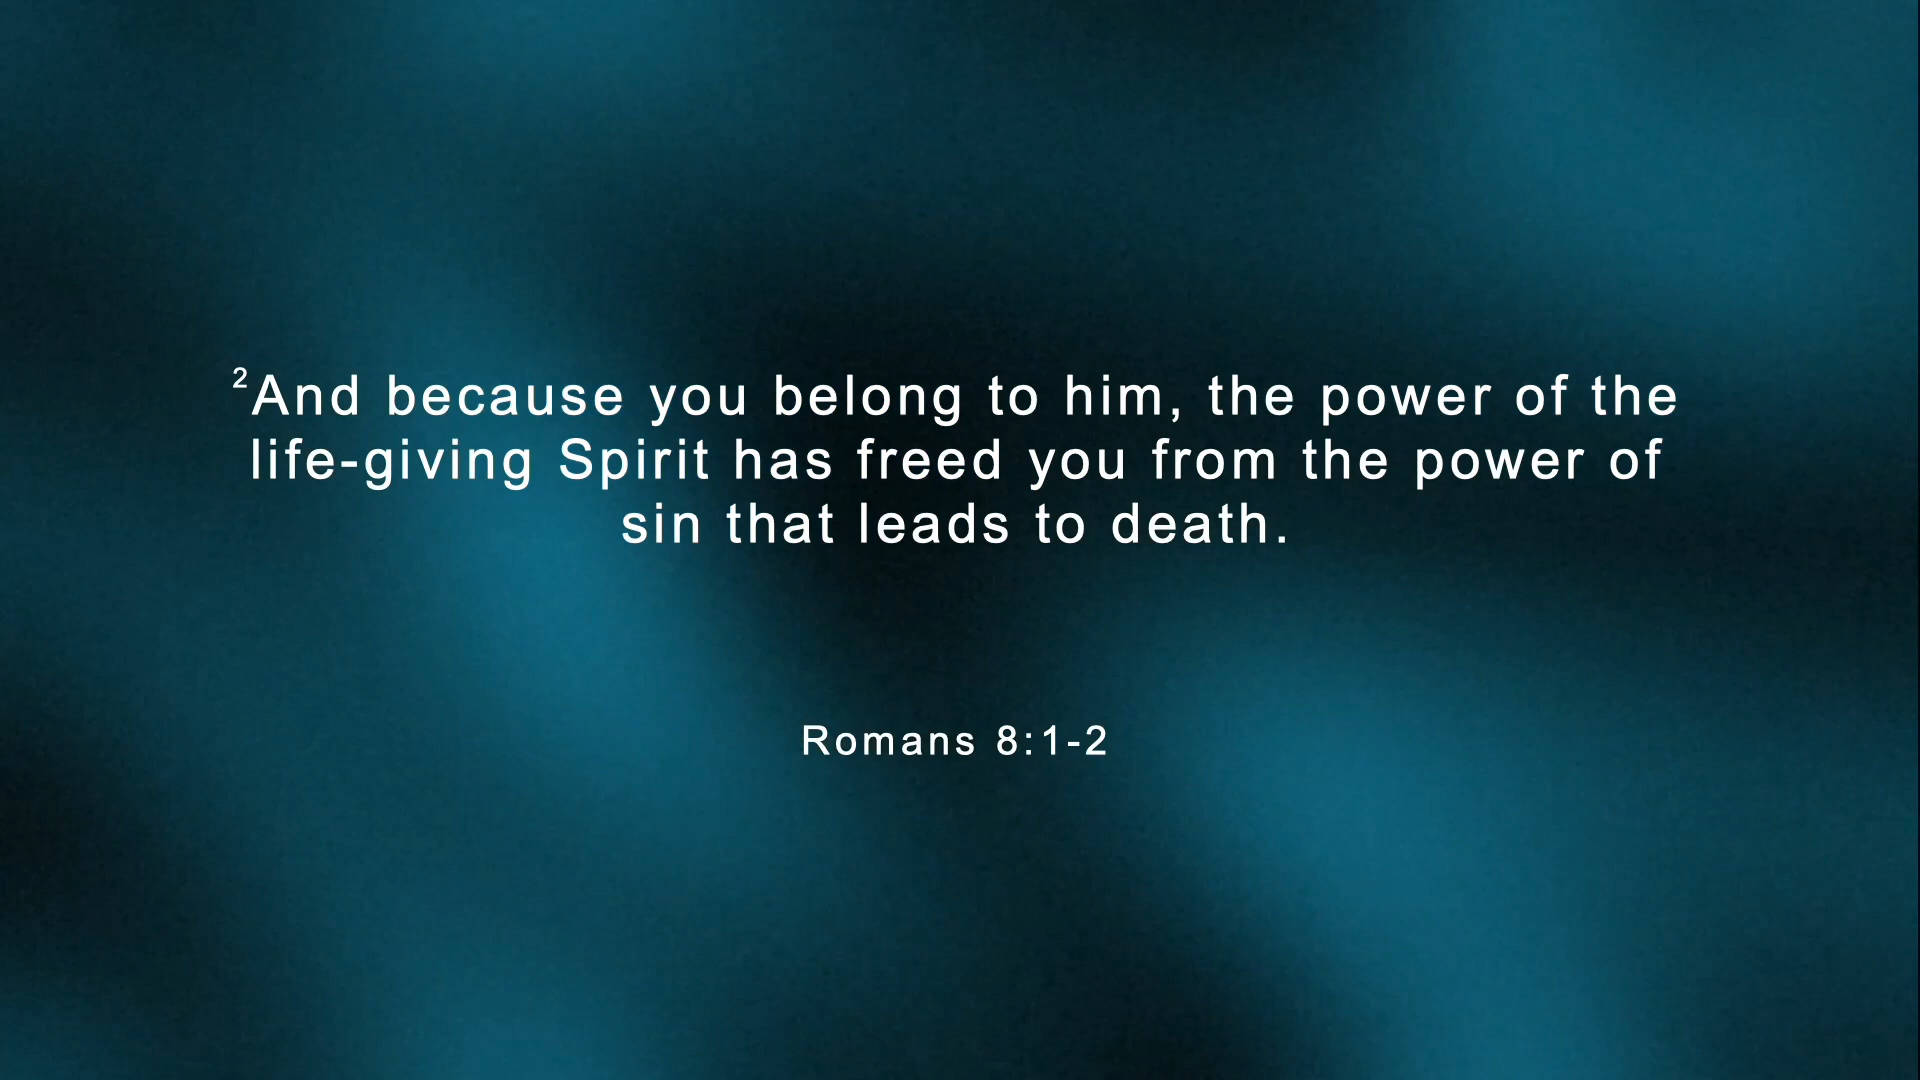 ²And because you belong to him, the power of the
life-giving Spirit has freed you from the power of
sin that leads to death.
Romans 8:1-2